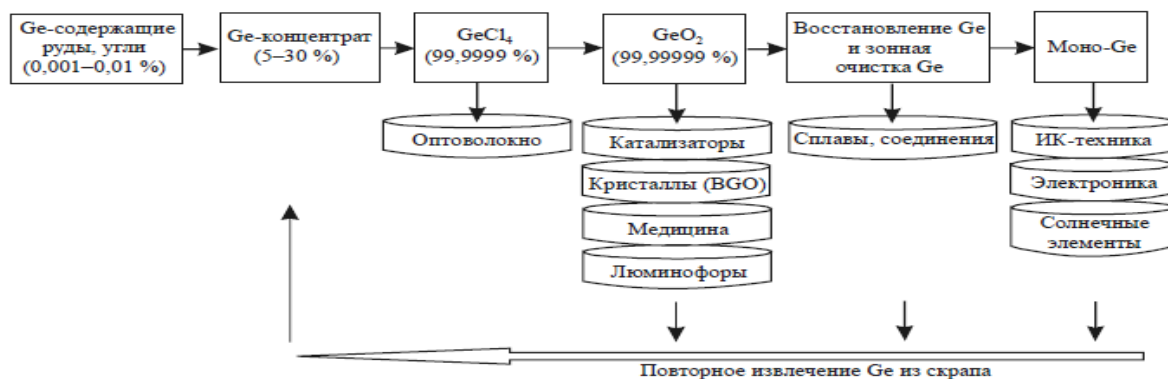 Ge-содержащие
руды, угли
(0,001–0,01 %)
Ge-концентрат
(5–30 %)
GeCl₄
(99,9999 %)
GeO₂
(99,99999 %)
Восстановление Ge
и зонная
очистка Ge
Моно-Ge
Оптоволокно
Катализаторы
Кристаллы (BGO)
Медицина
Люминофоры
Сплавы, соединения
ИК-техника
Электроника
Солнечные
элементы
Повторное извлечение Ge из скрапа